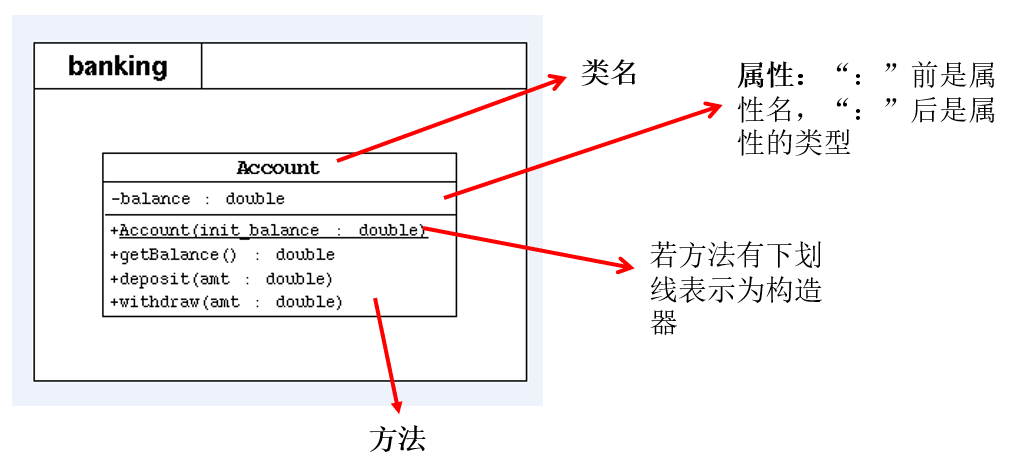 banking
类名
属性：“：”前是属
性名，“：”后是属
性的类型
Account
-balance : double
+Account(init_balance : double)
+getBalance() : double
+deposit(amt : double)
+withdraw(amt : double)
若方法有下划
线表示为构造
器
方法